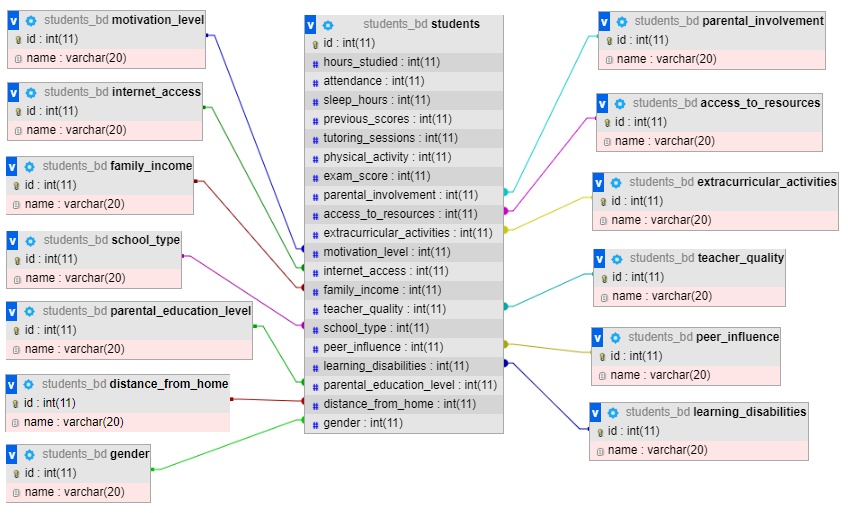 v students_bd motivation_level
id : int(11)
name : varchar(20)
v students_bd internet_access
id : int(11)
name : varchar(20)
v students_bd family_income
id : int(11)
name : varchar(20)
v students_bd school_type
id : int(11)
name : varchar(20)
v students_bd parental_education_level
id : int(11)
name : varchar(20)
v students_bd distance_from_home
id : int(11)
name : varchar(20)
v students_bd gender
id : int(11)
name : varchar(20)
v students_bd students
id : int(11)
# hours_studied : int(11)
# attendance : int(11)
# sleep_hours : int(11)
# previous_scores : int(11)
# tutoring_sessions : int(11)
# physical_activity : int(11)
# exam_score : int(11)
# parental_involvement : int(11)
# access_to_resources : int(11)
# extracurricular_activities : int(11)
# motivation_level : int(11)
# internet_access : int(11)
# family_income : int(11)
# teacher_quality : int(11)
# school_type : int(11)
# peer_influence : int(11)
# learning_disabilities : int(11)
# parental_education_level : int(11)
# distance_from_home : int(11)
# gender : int(11)
v students_bd parental_involvement
id : int(11)
name : varchar(20)
v students_bd access_to_resources
id : int(11)
name : varchar(20)
v students_bd extracurricular_activities
id : int(11)
name : varchar(20)
v students_bd teacher_quality
id : int(11)
name : varchar(20)
v students_bd peer_influence
id : int(11)
name : varchar(20)
v students_bd learning_disabilities
id : int(11)
name : varchar(20)